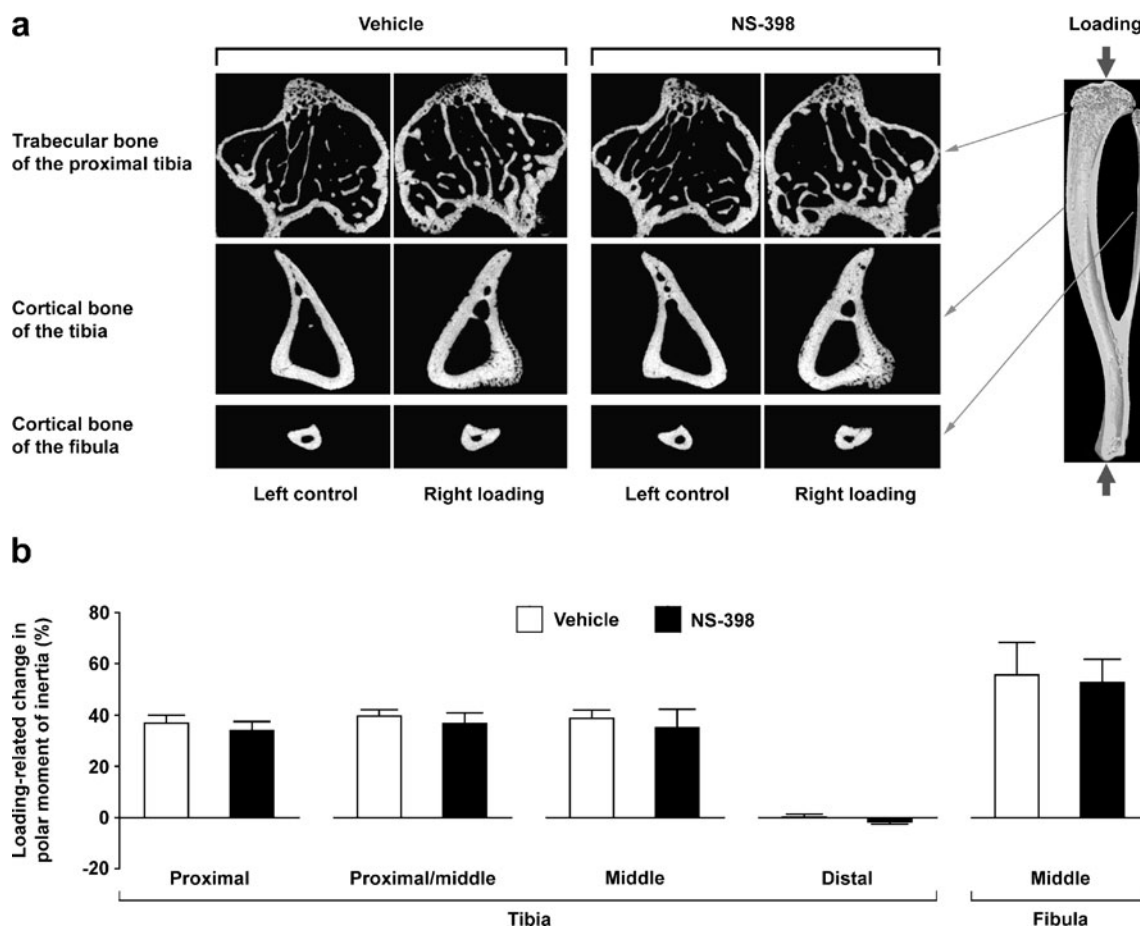 a
Vehicle
NS-398
Loading
Trabecular bone
of the proximal tibia
Cortical bone
of the tibia
Cortical bone
of the fibula
Left control
Right loading
Left control
Right loading
b
Loading-related change in
polar moment of inertia (%)
80
60
40
20
0
-20
Vehicle
NS-398
Proximal
Proximal/middle
Middle
Distal
Middle
Tibia
Fibula